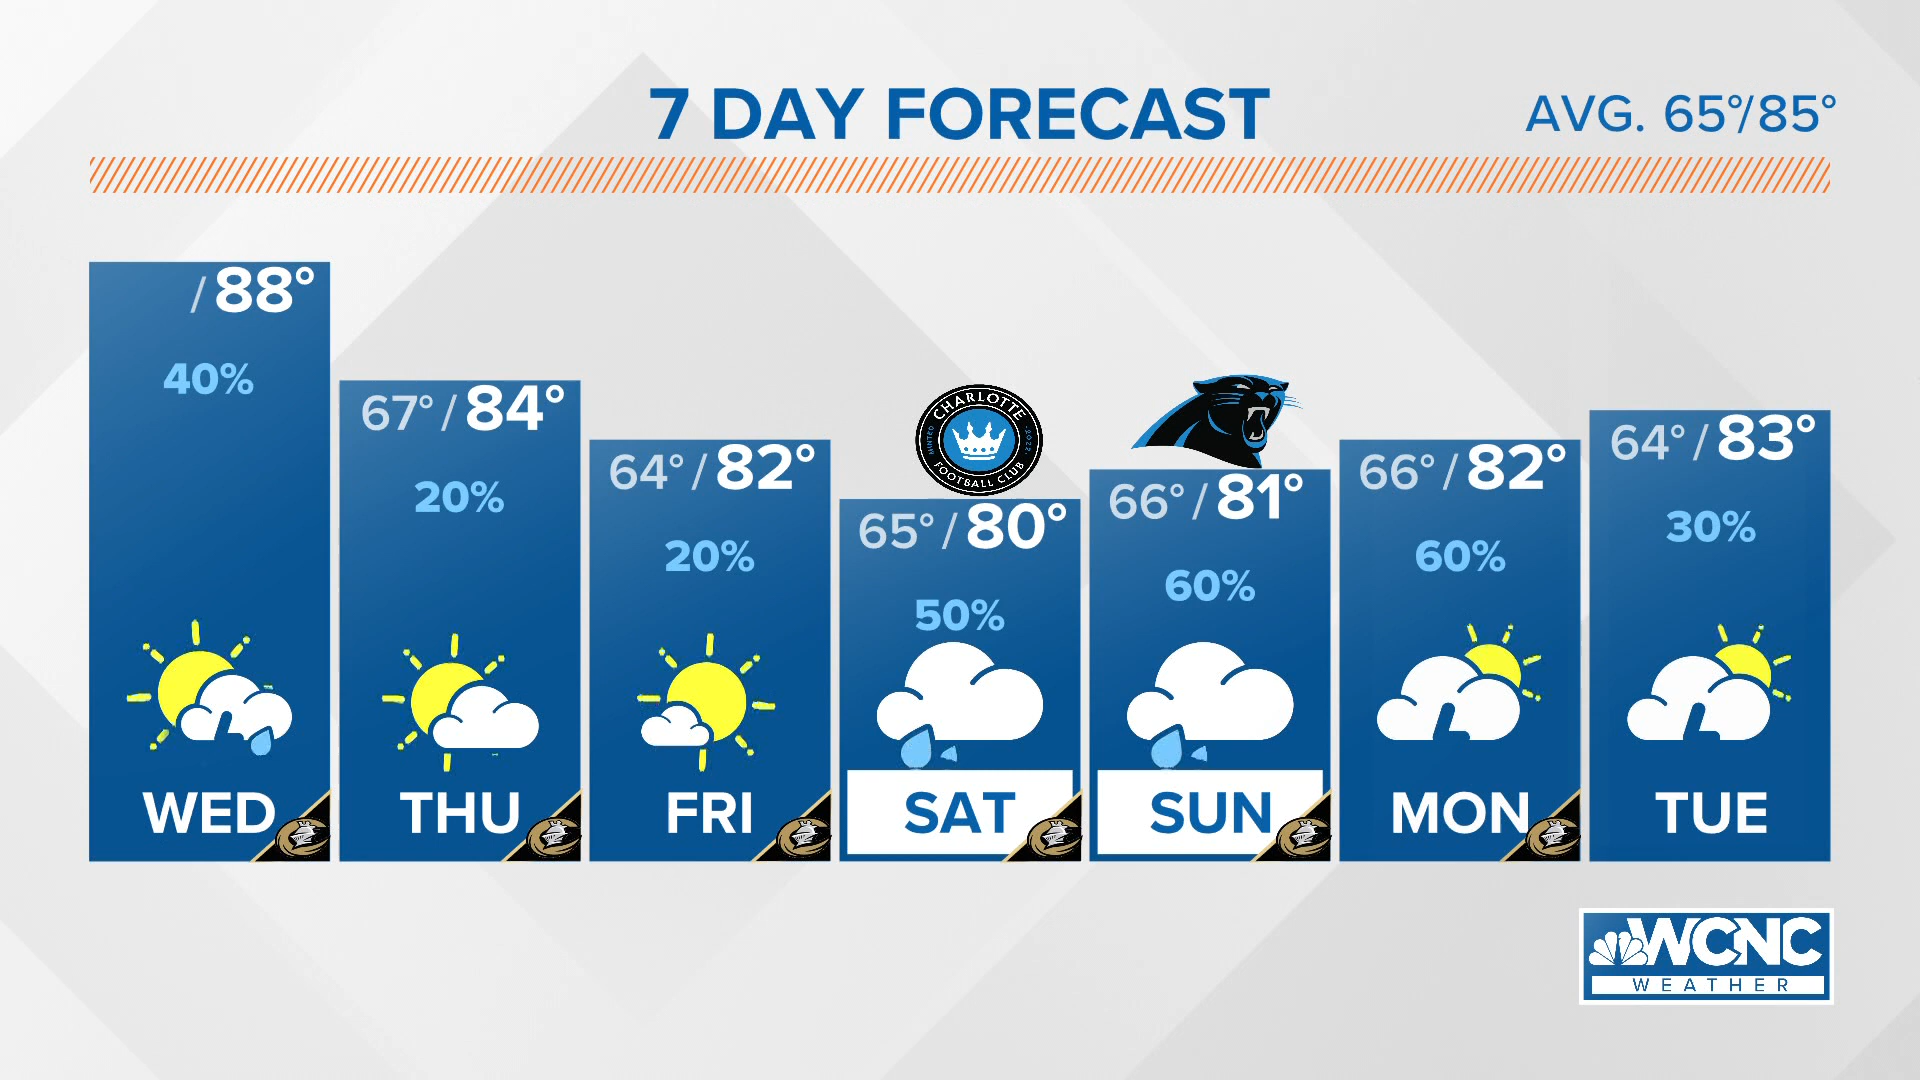 7 DAY FORECAST
AVG. 65°/85°
/88°
40%
WED
67°/84°
20%
THU
64°/82°
20%
FRI
CHARLOTTE
MINTED
2022
FOOTBALL CLUB
65°/80°
50%
SAT
66°/81°
60%
SUN
66°/82°
60%
MON
64°/83°
30%
TUE
WCNC
WEATHER